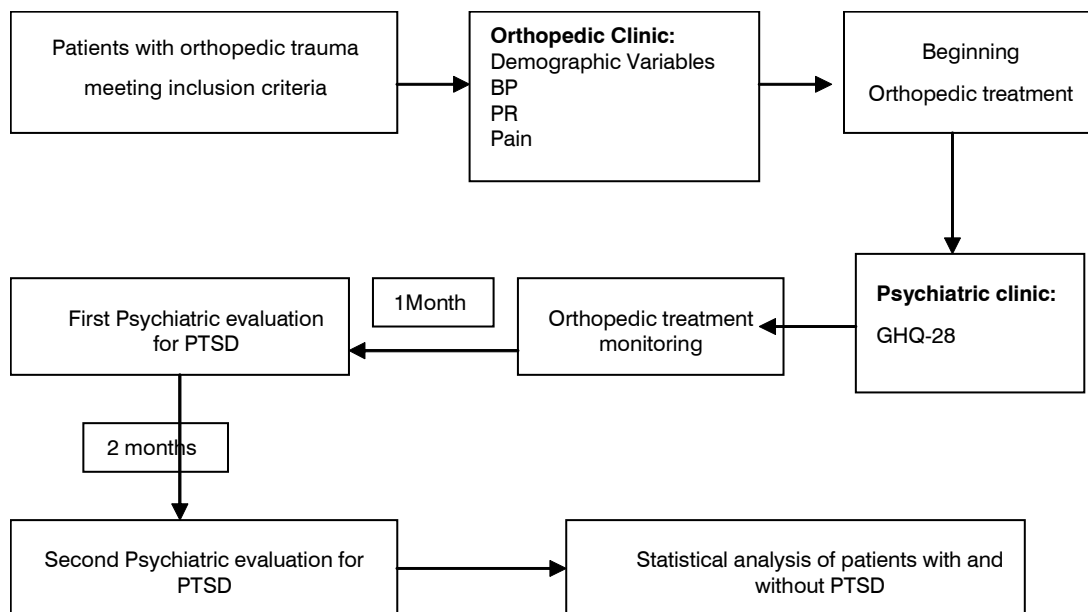 Patients with orthopedic trauma
meeting inclusion criteria
Orthopedic Clinic:
Demographic Variables
BP
PR
Pain
Beginning
Orthopedic treatment
Psychiatric clinic:
GHQ-28
Orthopedic treatment
monitoring
1Month
First Psychiatric evaluation
for PTSD
2 months
Second Psychiatric evaluation for
PTSD
Statistical analysis of patients with and
without PTSD